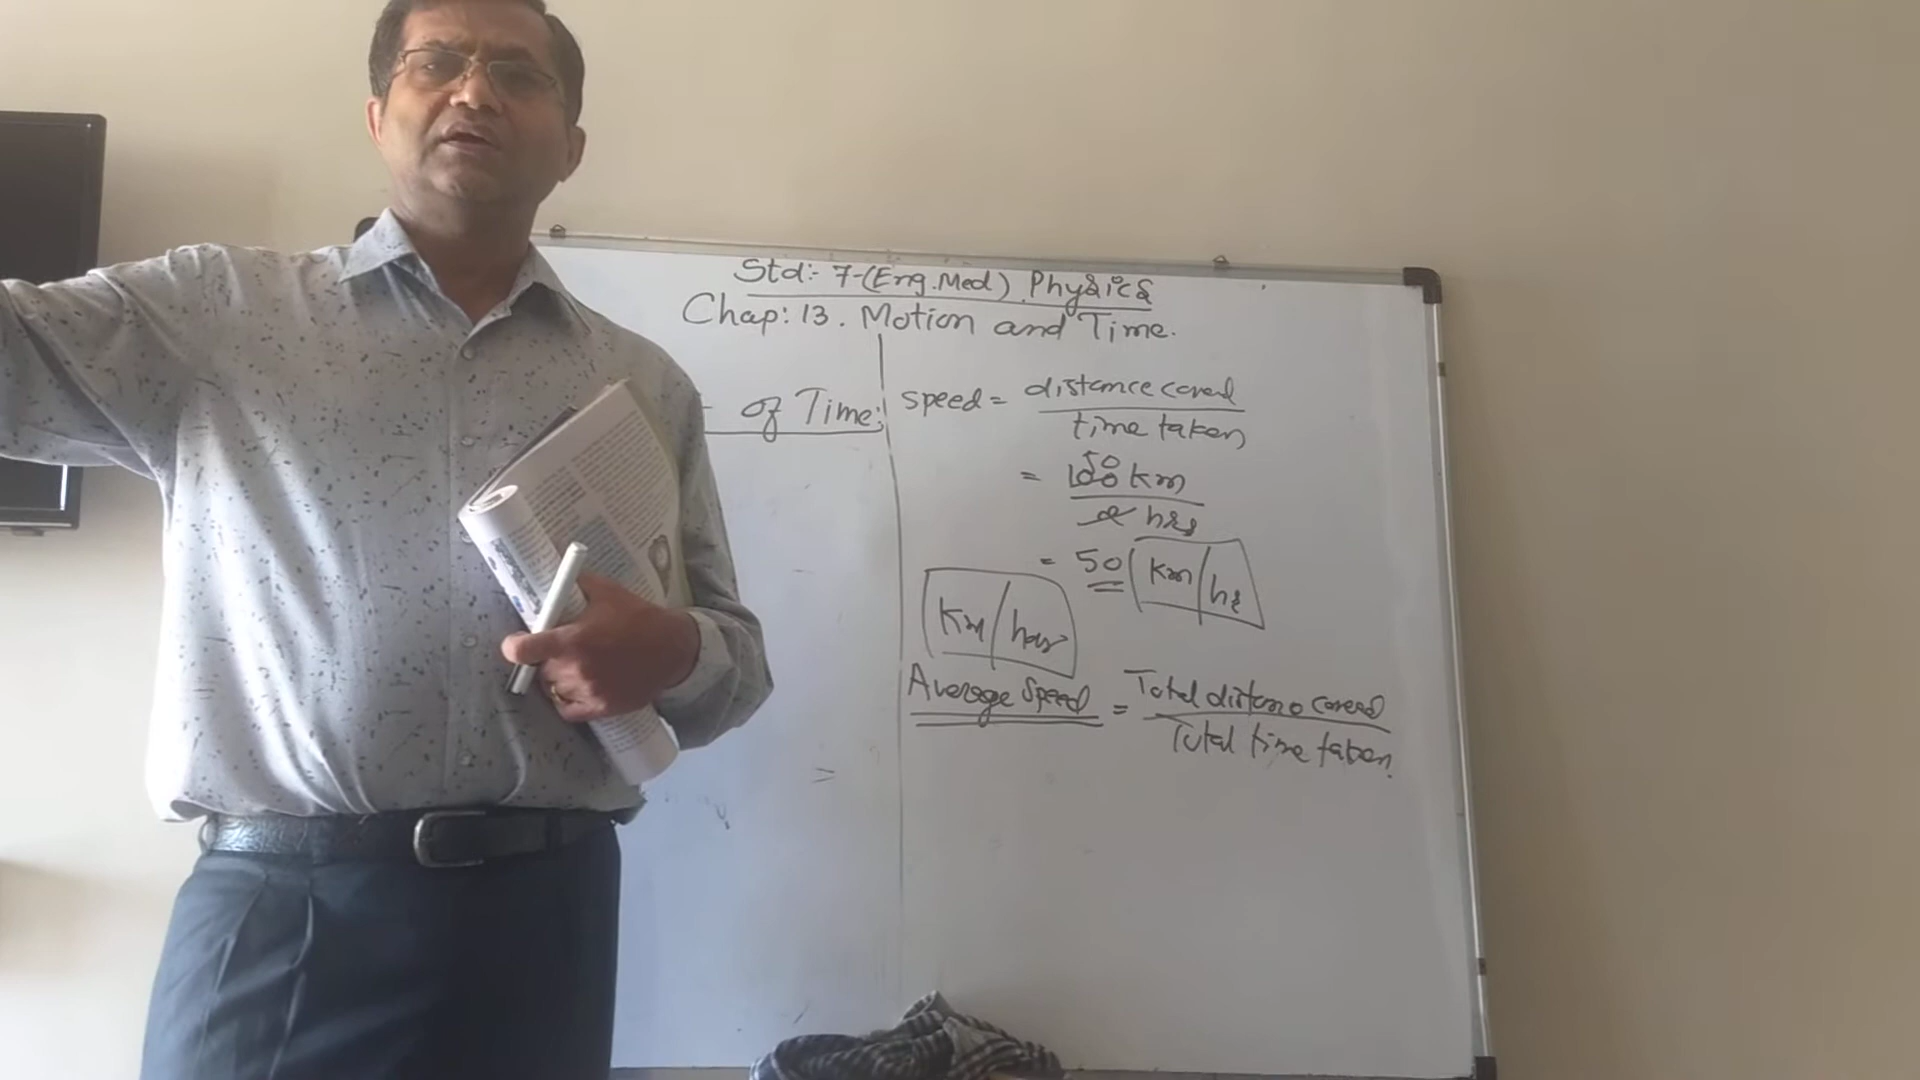 Std:- 7-(Eng.Med) Physics
Chap: 13. Motion and Time.
of Time:
speed = distance covered
time taken
50
= 100 km
2 hrs
= 50 km/hr
km/hour
Average Speed = Total distance covered
Total time taken.
=